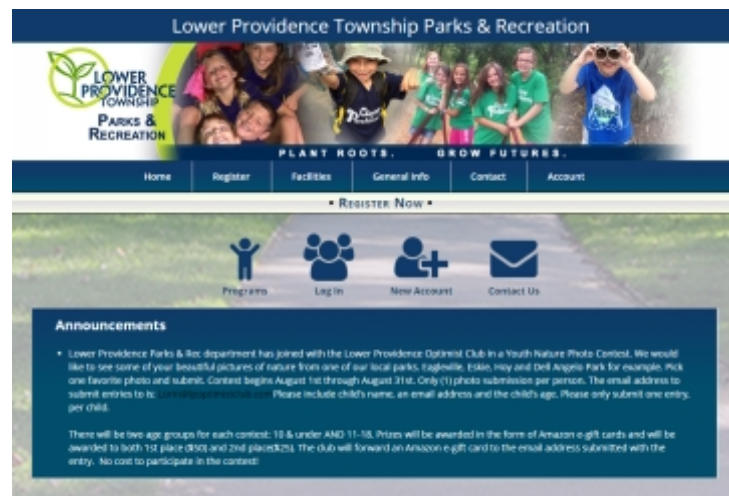 Lower Providence Township Parks & Recreation
LOWER
PROVIDENCE
TOWNSHIP
PARKS &
RECREATION
PLANT ROOTS. GROW FUTURES.
Home Register Facilities General Info Contact Account
• REGISTER NOW •
Programs Log In New Account Contact Us
Announcements
• Lower Providence Parks & Rec department has joined with the Lower Providence Optimist Club in a Youth Nature Photo Contest. We would
like to see some of your beautiful pictures of nature from one of our local parks. Eagleville, Eskie, Hoy and Dell Angelo Park for example. Pick
one favorite photo and submit. Contest begins August 1st through August 31st. Only (1) photo submission per person. The email address to
submit entries to is: Please include child's name, an email address and the child's age. Please only submit one entry,
per child.
There will be two age groups for each contest: 10 & under AND 11-18. Prizes will be awarded in the form of Amazon e-gift cards and will be
awarded to both 1st place ($50) and 2nd place($25). The club will forward an Amazon e-gift card to the email address submitted with the
entry. No cost to participate in the contest!